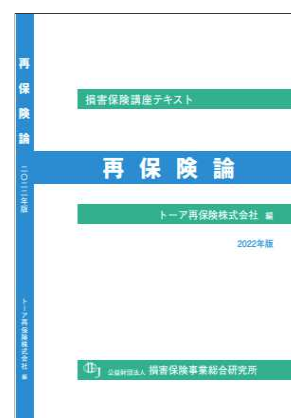 再保険論
二〇二二年版
トーア再保険株式会社 編
損害保険講座テキスト
再保険論
トーア再保険株式会社 編
2022年版
公益財団法人 損害保険事業総合研究所